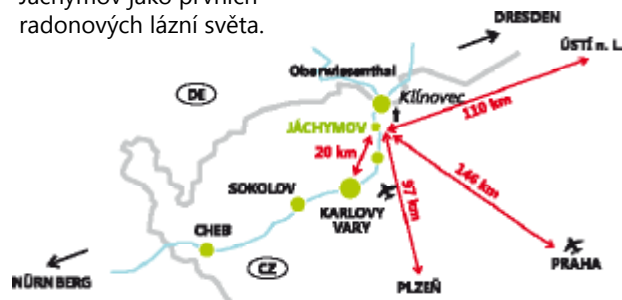 Jáchymov jako prvních
radonových lázní světa.
DRESDEN
ÚSTÍ n. L.
Oberwiesenthal
DE
Klínovec
110 km
JÁCHYMOV
20 km
146 km
97 km
SOKOLOV
KARLOVY
VARY
CHEB
CZ
PRAHA
NÜRNBERG
PLZEŇ